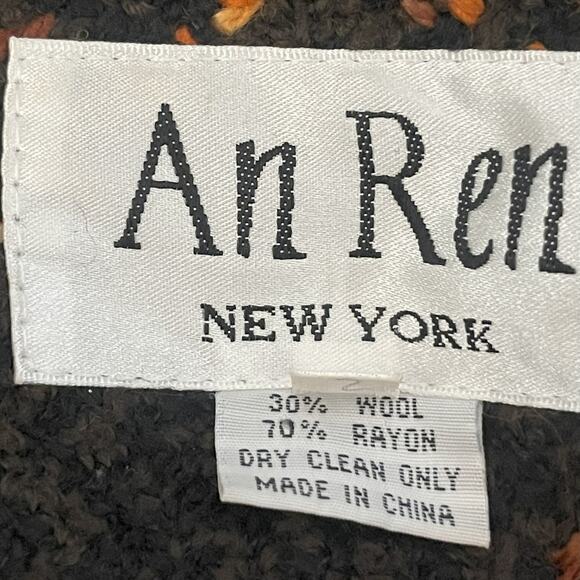 An Ren
NEW YORK
30% WOOL
70% RAYON
DRY CLEAN ONLY
MADE IN CHINA